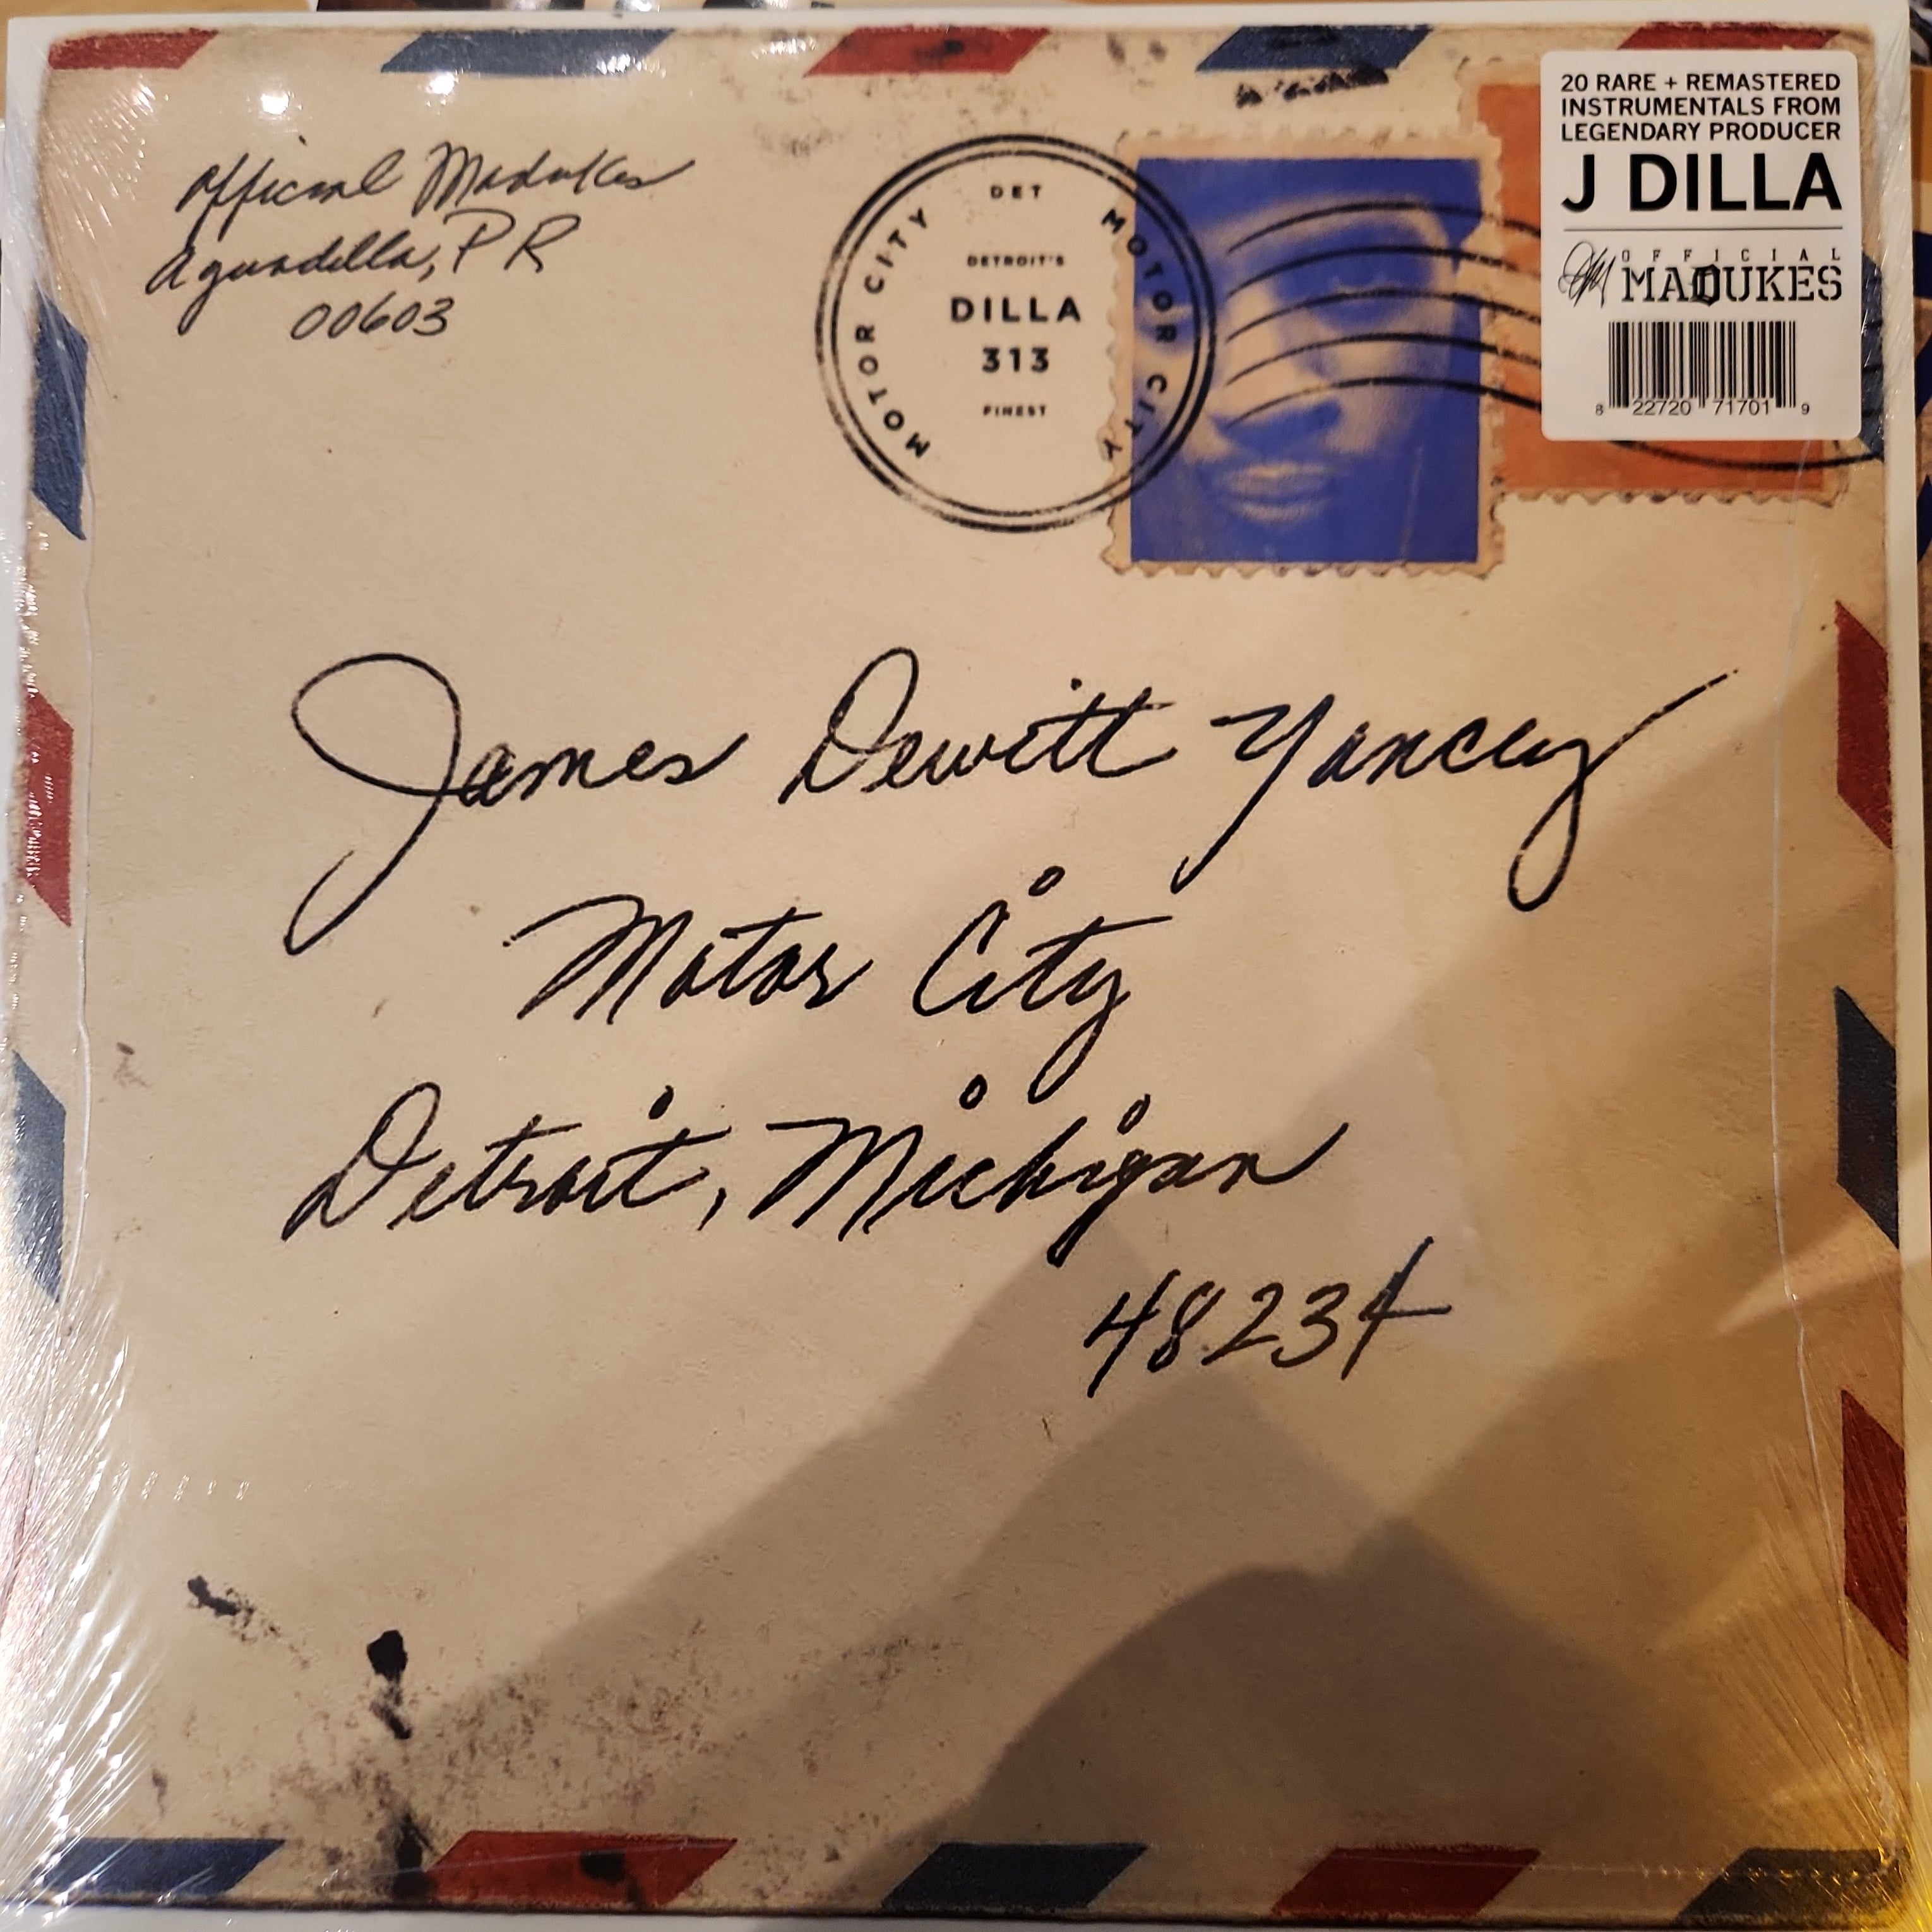 Official Madukes
Aguadilla, PR
00603
DET
MOTOR CITY
MOTOR CITY
DETROIT'S
DILLA
313
FINEST
20 RARE + REMASTERED
INSTRUMENTALS FROM
LEGENDARY PRODUCER
J DILLA
OFFICIAL
MADUKES
8 22720 71701 9
James Dewitt Yancey
Motor City
Detroit, Michigan
48234